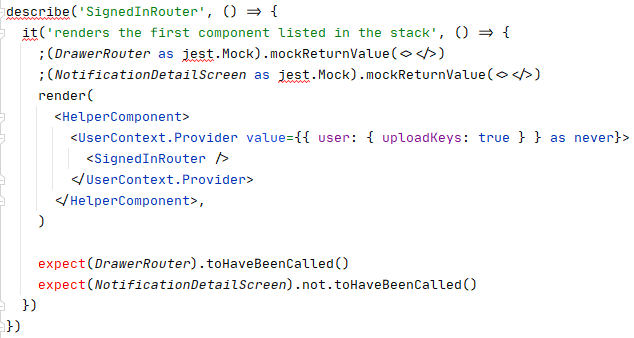 describe('SignedInRouter', () => {
it('renders the first component listed in the stack', () => {
;(DrawerRouter as jest.Mock).mockReturnValue(<></>)
;(NotificationDetailScreen as jest.Mock).mockReturnValue(<></>)
render(
<HelperComponent>
<UserContext.Provider value={{ user: { uploadKeys: true } } as never}>
<SignedInRouter />
</UserContext.Provider>
</HelperComponent>,
)
expect(DrawerRouter).toHaveBeenCalled()
expect(NotificationDetailScreen).not.toHaveBeenCalled()
})
})